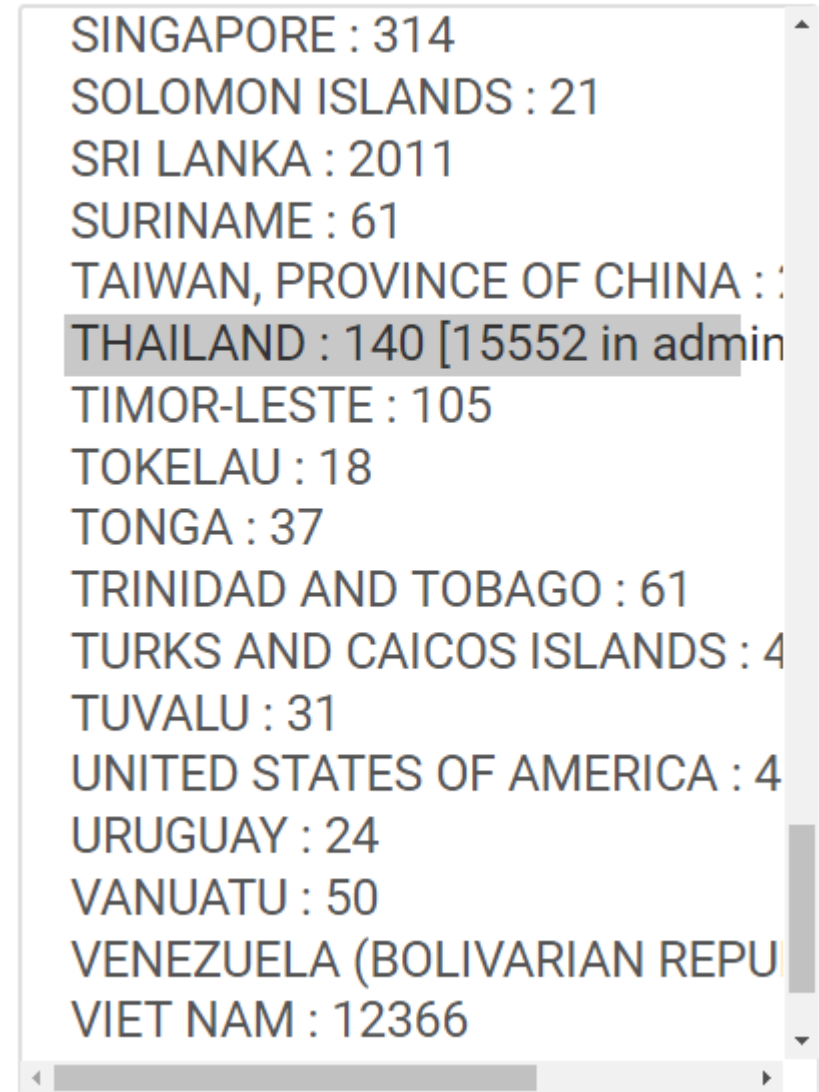 SINGAPORE : 314
SOLOMON ISLANDS : 21
SRI LANKA : 2011
SURINAME : 61
TAIWAN, PROVINCE OF CHINA :
THAILAND : 140 [15552 in admin
TIMOR-LESTE : 105
TOKELAU : 18
TONGA : 37
TRINIDAD AND TOBAGO : 61
TURKS AND CAICOS ISLANDS : 4
TUVALU : 31
UNITED STATES OF AMERICA : 4
URUGUAY : 24
VANUATU : 50
VENEZUELA (BOLIVARIAN REPU
VIET NAM : 12366